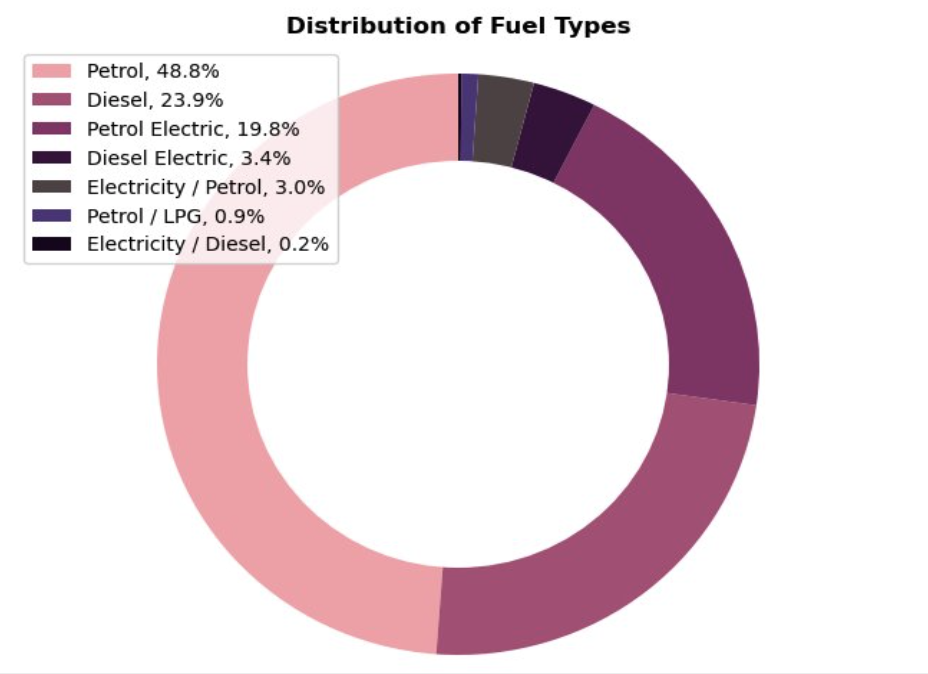 Distribution of Fuel Types
Petrol, 48.8%
Diesel, 23.9%
Petrol Electric, 19.8%
Diesel Electric, 3.4%
Electricity / Petrol, 3.0%
Petrol / LPG, 0.9%
Electricity / Diesel, 0.2%